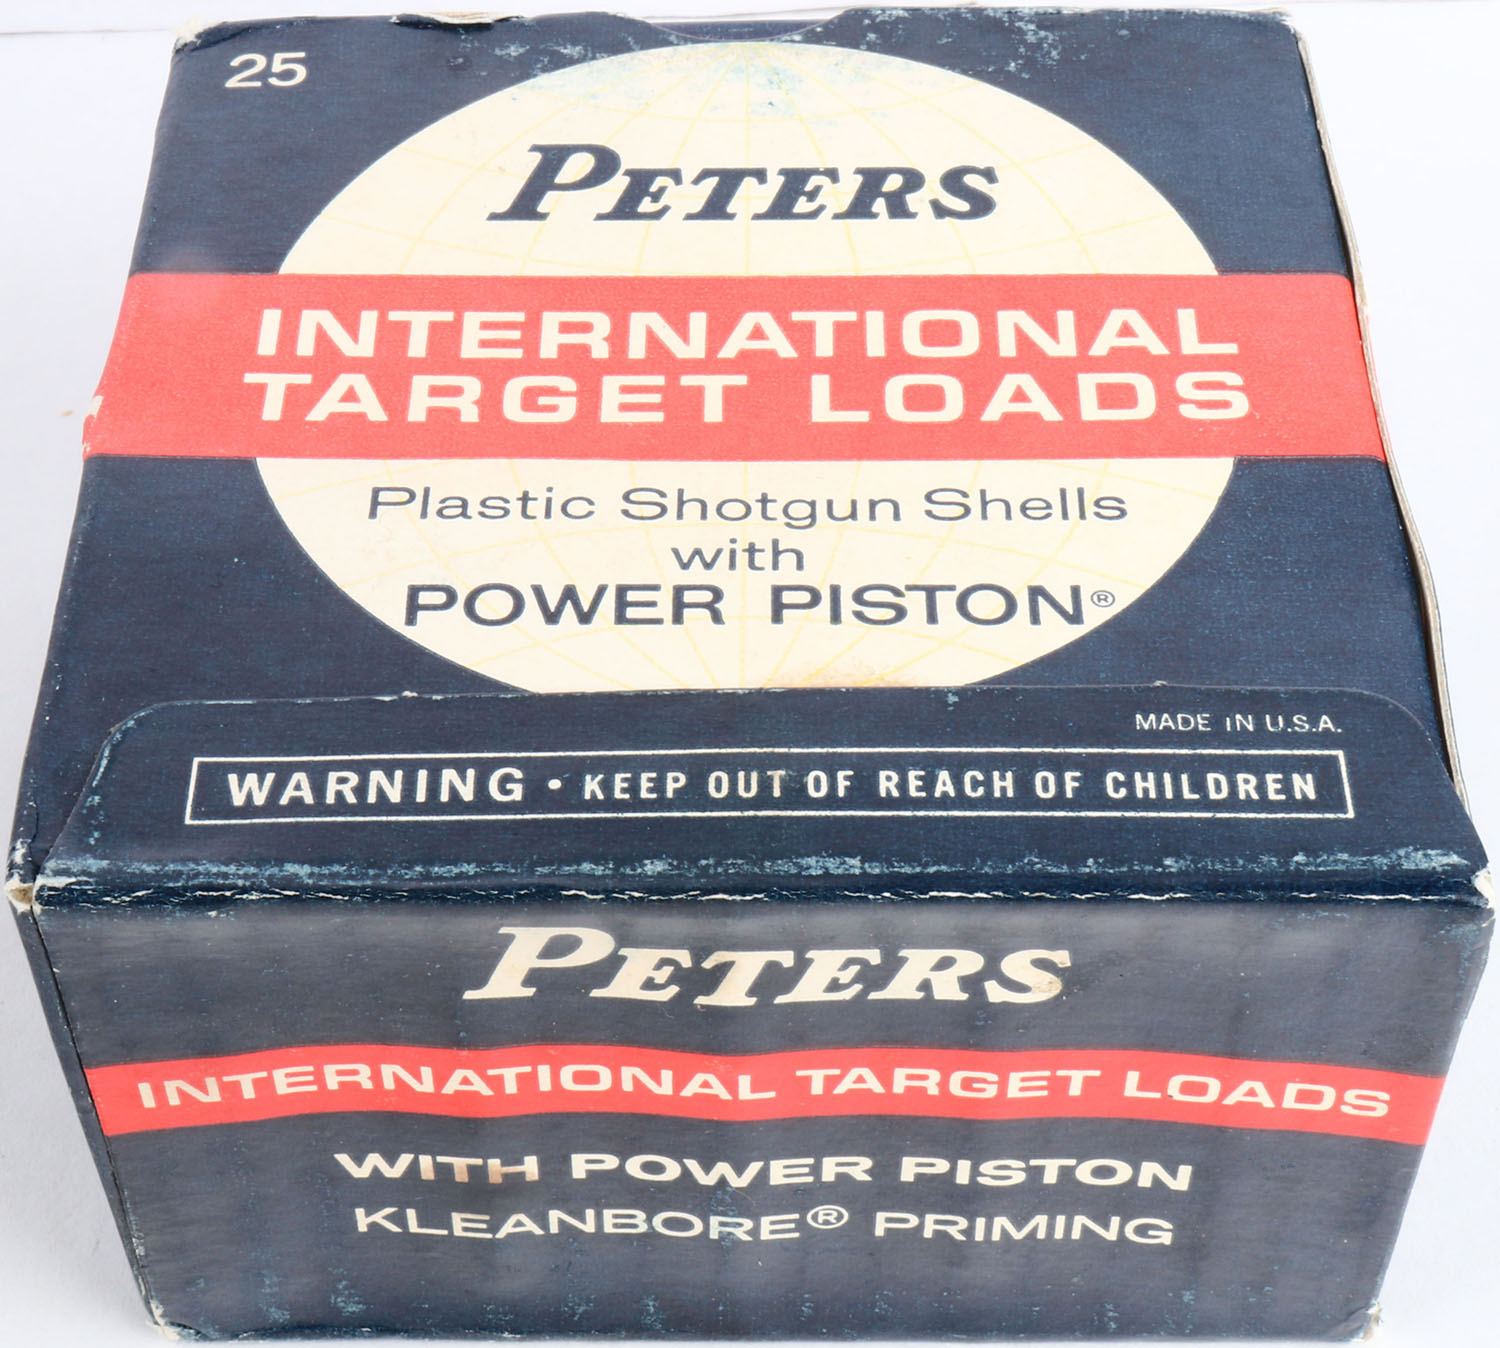 25
PETERS
INTERNATIONAL
TARGET LOADS
Plastic Shotgun Shells
with
POWER PISTON®
MADE IN U.S.A.
WARNING • KEEP OUT OF REACH OF CHILDREN
PETERS
INTERNATIONAL TARGET LOADS
WITH POWER PISTON
KLEANBORE® PRIMING